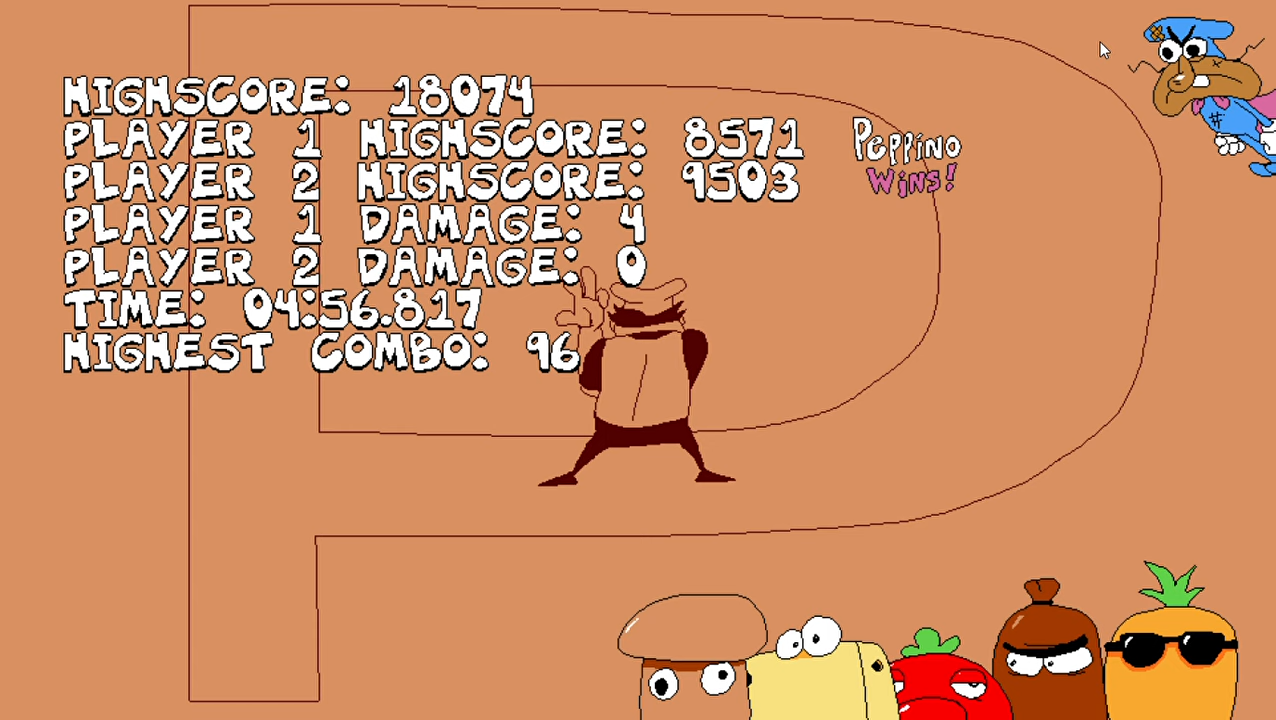 HIGHSCORE: 18074
PLAYER 1 HIGHSCORE: 8571
PLAYER 2 HIGHSCORE: 9503
PEPPINO
WINS!
PLAYER 1 DAMAGE: 4
PLAYER 2 DAMAGE: 0
TIME: 04:56.817
HIGHEST COMBO: 96